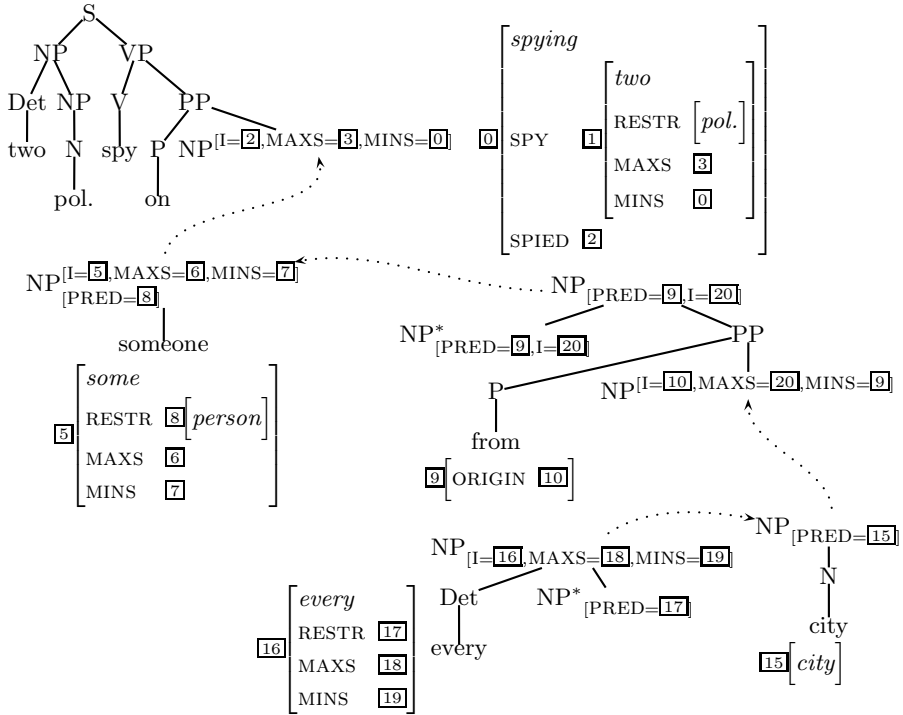 S
NP VP
Det NP V PP
two N spy P NP[I=2,MAXS=3,MINS=0]
pol. on
0 spying
SPY 1 two
RESTR [pol.]
MAXS 3
MINS 0
SPIED 2
NP[I=5,MAXS=6,MINS=7]
[PRED=8]
someone
5 some
RESTR 8[person]
MAXS 6
MINS 7
NP[PRED=9,I=20]
NP*[PRED=9,I=20] PP
P NP[I=10,MAXS=20,MINS=9]
from
9[ORIGIN 10]
NP[I=16,MAXS=18,MINS=19]
Det NP*[PRED=17]
every
16 every
RESTR 17
MAXS 18
MINS 19
NP[PRED=15]
N
city
15[city]